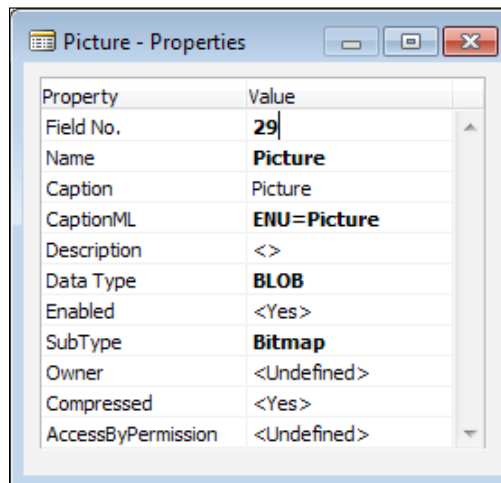 Picture - Properties
Property Value
Field No. 29
Name Picture
Caption Picture
CaptionML ENU=Picture
Description <>
Data Type BLOB
Enabled <Yes>
SubType Bitmap
Owner <Undefined>
Compressed <Yes>
AccessByPermission <Undefined>